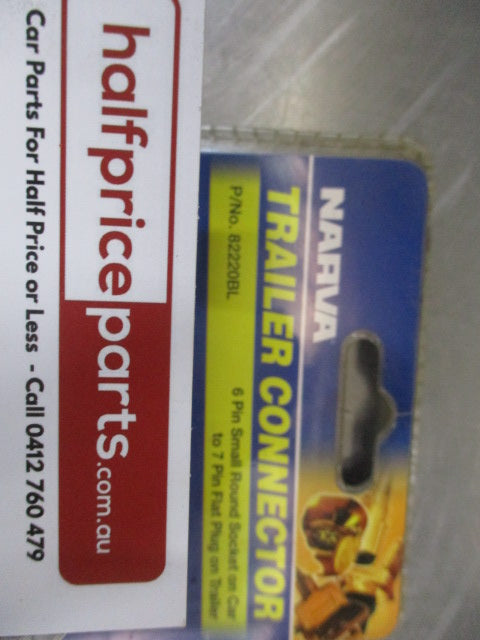 NARVA
TRAILER CONNECTOR
P/No. 82220BL
6 Pin Small Round Socket on Car
to 7 Pin Flat Plug on Trailer
halfpriceparts.com.au
Car Parts For Half Price or Less - Call 0412 760 479